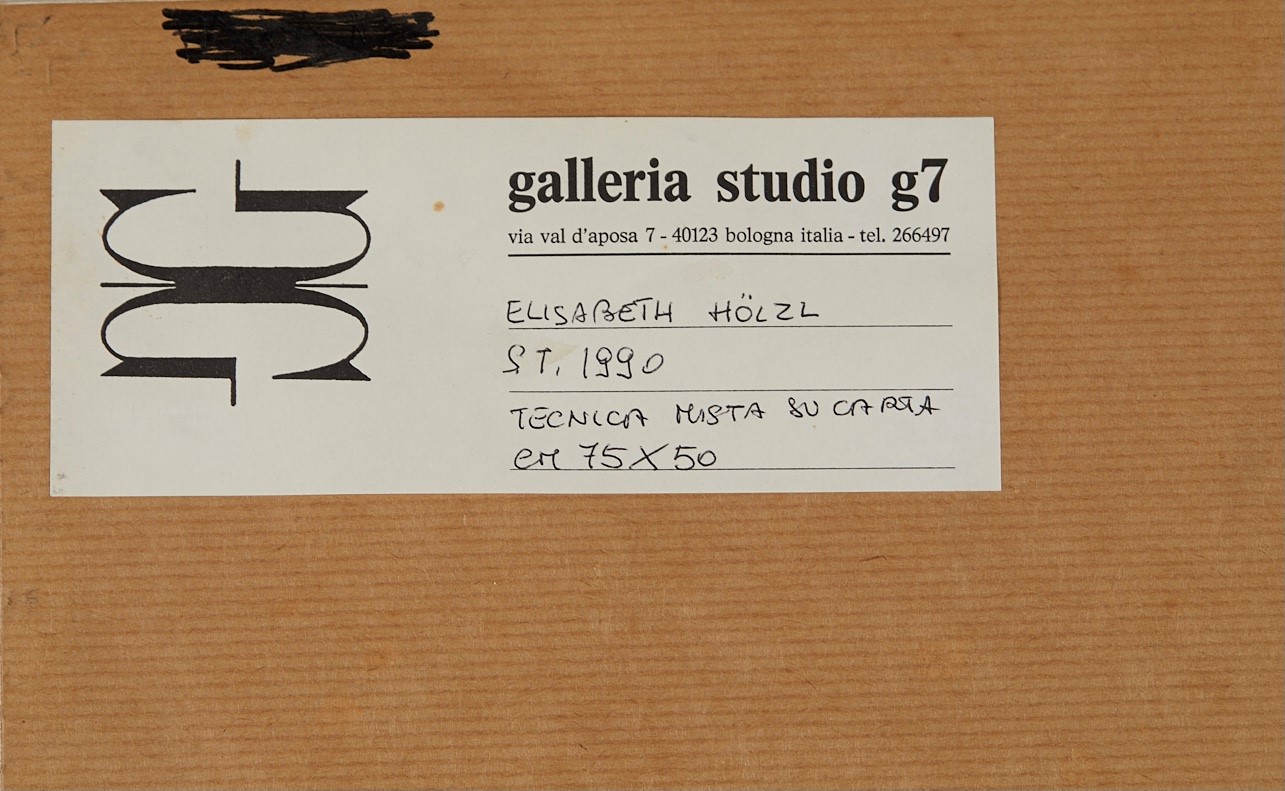 galleria studio g7
via val d'aposa 7 - 40123 bologna italia - tel. 266497
ELISABETH HÖLZL
ST. 1990
TECNICA MISTA SU CARTA
cm 75X50